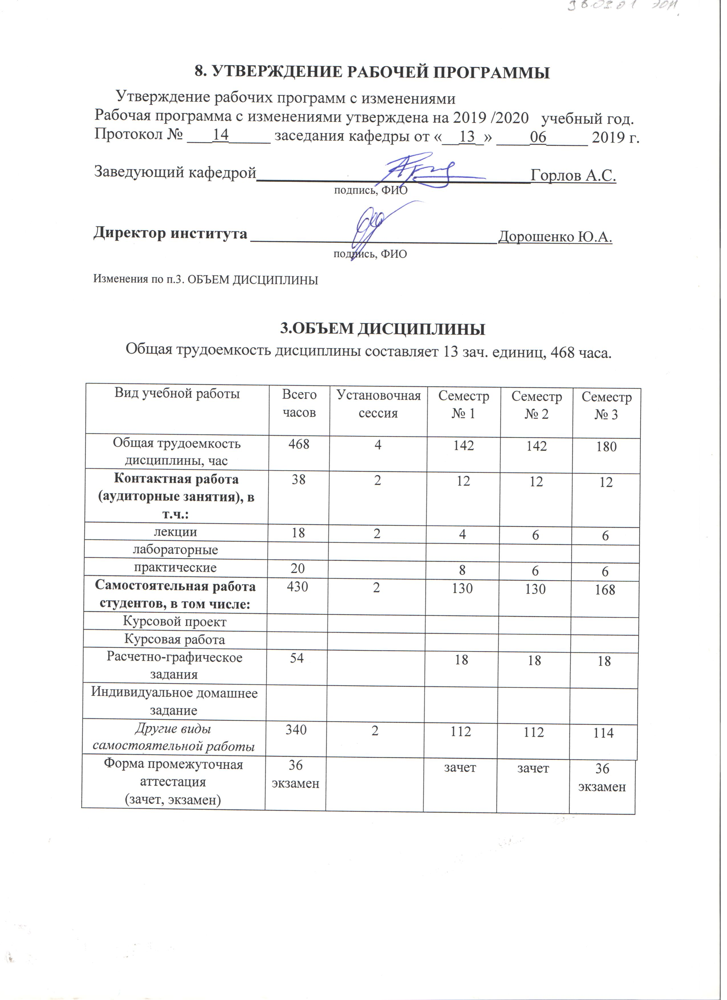 8. УТВЕРЖДЕНИЕ РАБОЧЕЙ ПРОГРАММЫ
Утверждение рабочих программ с изменениями
Рабочая программа с изменениями утверждена на 2019 /2020 учебный год.
Протокол № ___14_____ заседания кафедры от «__13_» ____06_____ 2019 г.
Заведующий кафедрой Горлов А.С.
подпись, ФИО
Директор института Дорошенко Ю.А.
подпись, ФИО
Изменения по п.3. ОБЪЕМ ДИСЦИПЛИНЫ
3.ОБЪЕМ ДИСЦИПЛИНЫ
Общая трудоемкость дисциплины составляет 13 зач. единиц, 468 часа.
Вид учебной работы Всего Установочная Семестр Семестр Семестр
часов сессия № 1 № 2 № 3
Общая трудоемкость 468 4 142 142 180
дисциплины, час
Контактная работа 38 2 12 12 12
(аудиторные занятия), в
т.ч.:
лекции 18 2 4 6 6
лабораторные
практические 20 8 6 6
Самостоятельная работа 430 2 130 130 168
студентов, в том числе:
Курсовой проект
Курсовая работа
Расчетно-графическое 54 18 18 18
задания
Индивидуальное домашнее
задание
Другие виды 340 2 112 112 114
самостоятельной работы
Форма промежуточная 36 зачет зачет 36
аттестация экзамен экзамен
(зачет, экзамен)